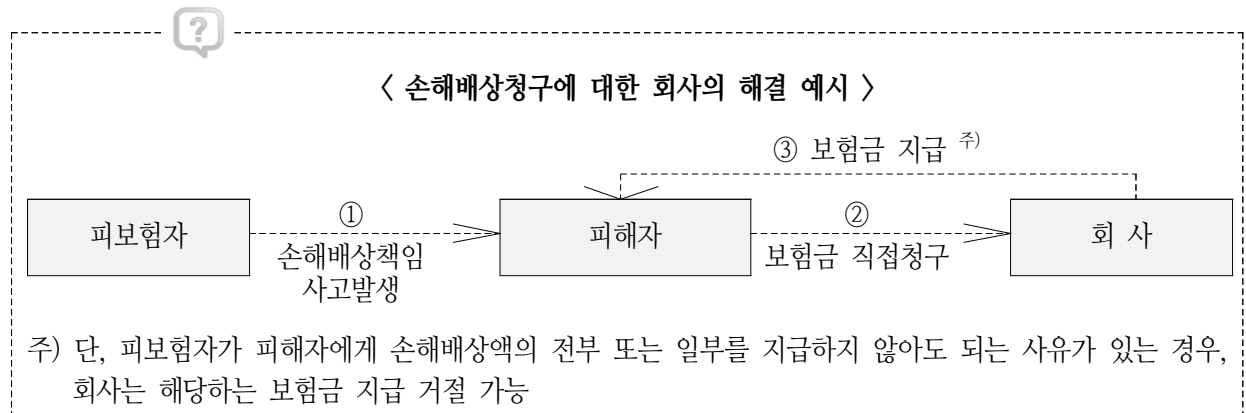 ?
〈 손해배상청구에 대한 회사의 해결 예시 〉
③ 보험금 지급 주)
피보험자
①
손해배상책임
사고발생
피해자
②
보험금 직접청구
회 사
주) 단, 피보험자가 피해자에게 손해배상액의 전부 또는 일부를 지급하지 않아도 되는 사유가 있는 경우,
회사는 해당하는 보험금 지급 거절 가능